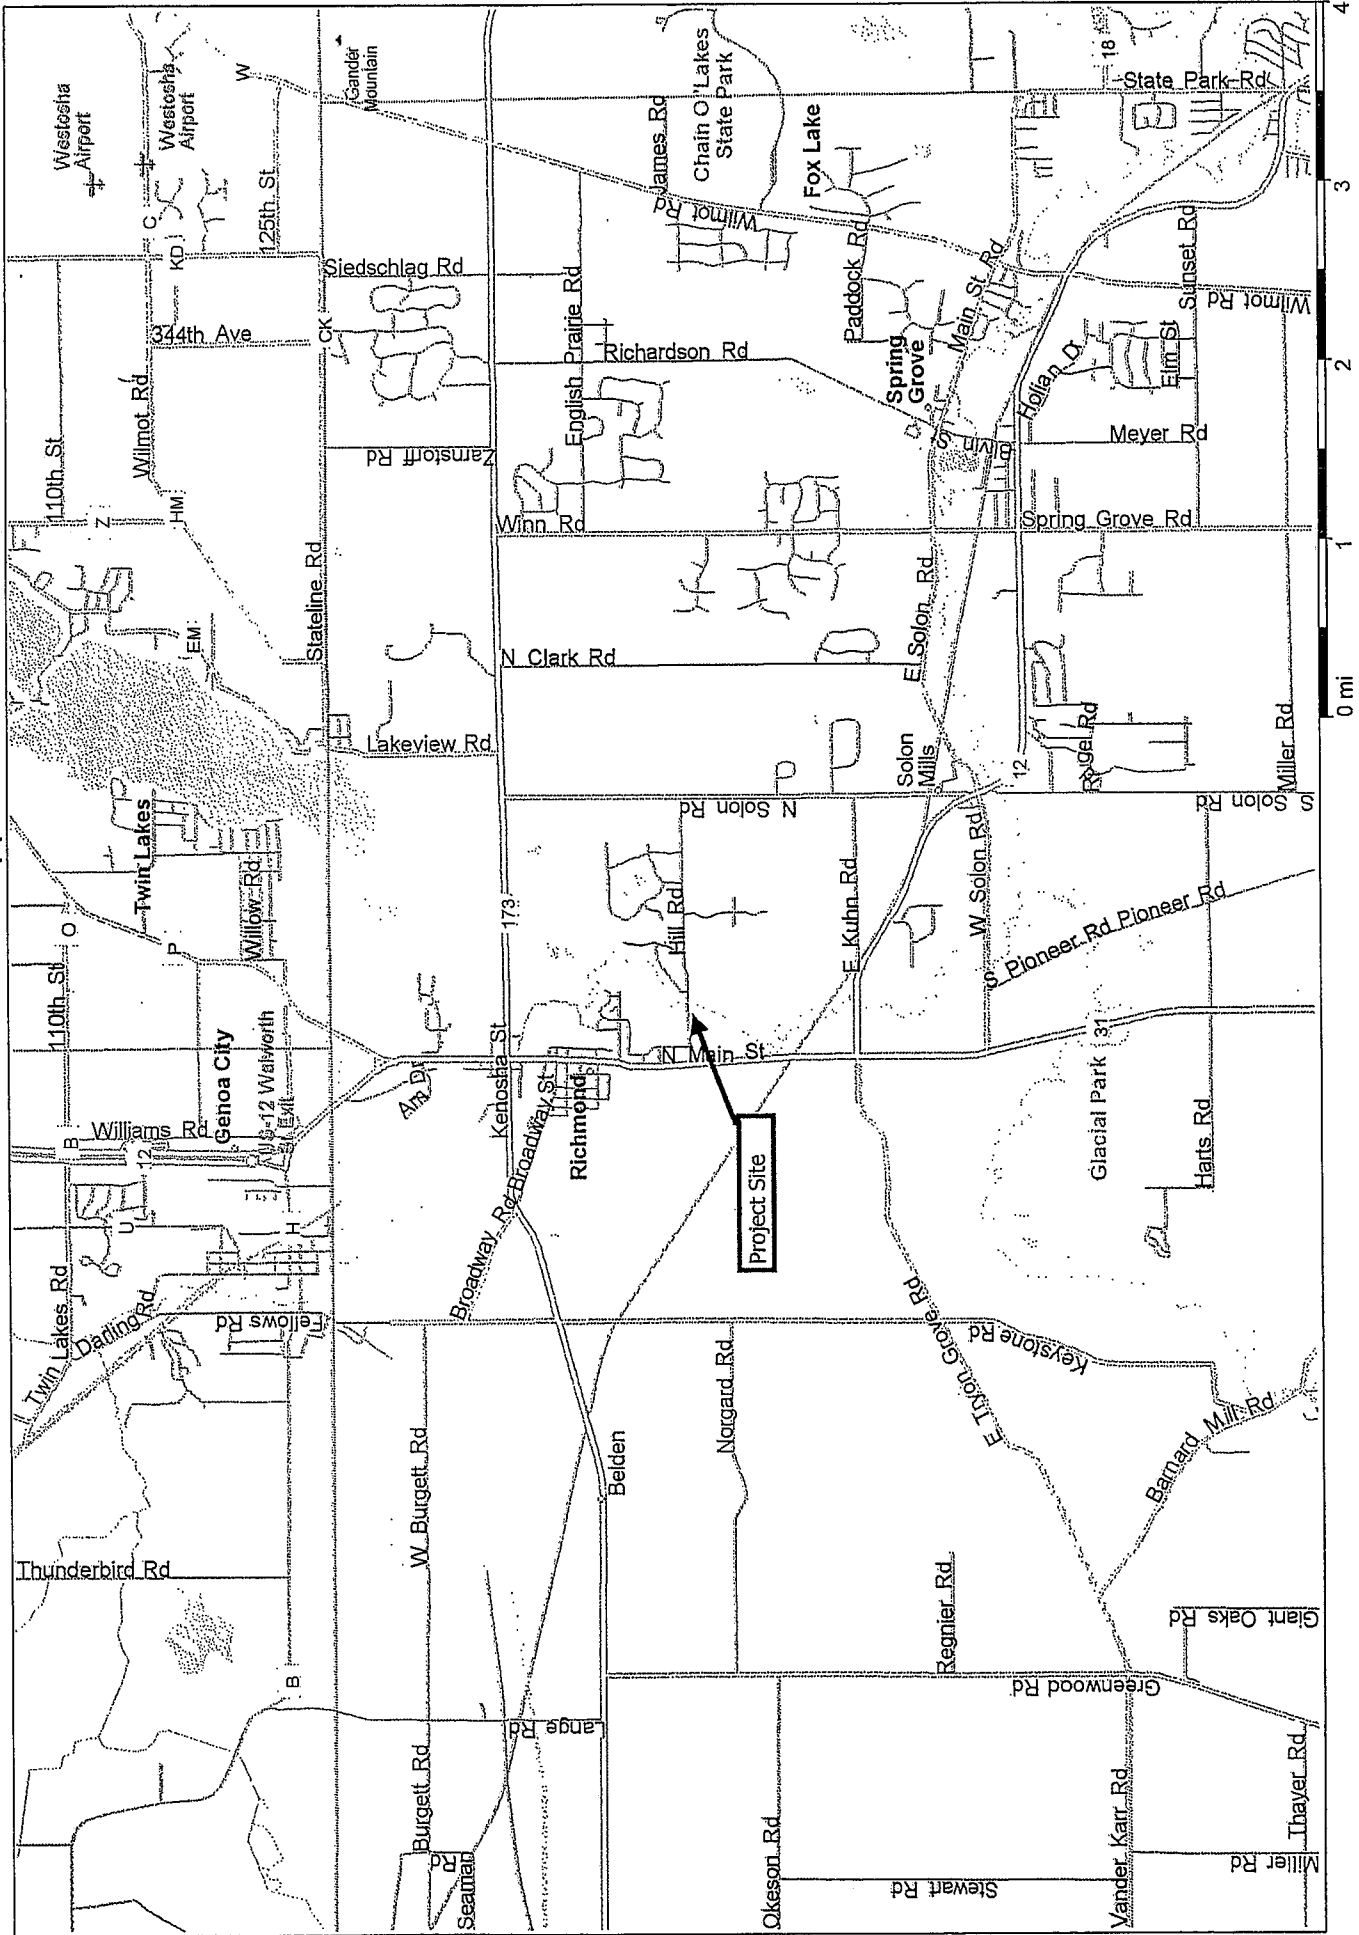 Thunderbird Rd
B
Twin Lakes Rd
Darling Rd
Fellows Rd
U
H
12
B
Williams Rd
Genoa City
US-12 Walworth
Exit
110th St
O
P
Twin Lakes
Willow Rd
EM
Z
HM
110th St
Wilmot Rd
344th Ave
KD
C
125th St
W
Westosha
Airport
Westosha
Airport
Gander
Mountain
Stateline Rd
CK
Burgett Rd
Seaman
Rd
Lange Rd
W Burgett Rd
Belden
Broadway Rd
Broadway St
Kenosha St
Richmond
173
Lakeview Rd
N Clark Rd
Winn Rd
Zarnstorff Rd
Siedschlag Rd
English Prairie Rd
Richardson Rd
James Rd
Wilmot Rd
Chain O'Lakes
State Park
Fox Lake
Paddock Rd
Spring
Grove
Main St Rd
Blivin S
Hill Rd
N Main St
N Solon Rd
Project Site
E Kuhn Rd
Solon
Mills
E Solon Rd
W Solon Rd
12
Okeson Rd
Stewart Rd
Norgard Rd
Regnier Rd
Greenwood Rd
Keystone Rd
E Tryon Grove Rd
Barnard Mill Rd
Giant Oaks Rd
Vander Karr Rd
Miller Rd
Thayer Rd
Glacial Park
31
Harts Rd
S Pioneer Rd
Pioneer Rd
S Solon Rd
Miller Rd
Spring Grove Rd
Meyer Rd
Elm St
Sunset Rd
Wilmot Rd
State Park Rd
18
0 mi
1
2
3
4